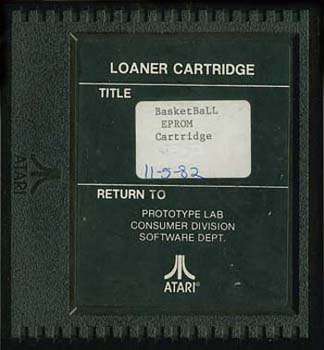 LOANER CARTRIDGE
TITLE
BasketBaLL
EPROM
Cartridge
11-5-82
RETURN TO
PROTOTYPE LAB
CONSUMER DIVISION
SOFTWARE DEPT.
ATARI®
ATARI